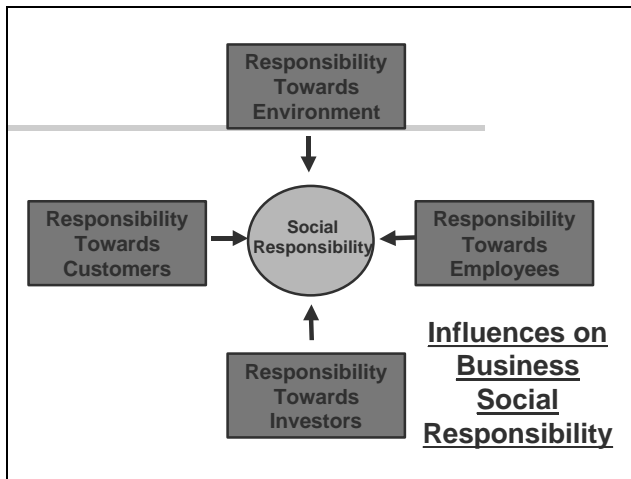 Responsibility
Towards
Environment
Responsibility
Towards
Customers
Social
Responsibility
Responsibility
Towards
Employees
Responsibility
Towards
Investors
Influences on
Business
Social
Responsibility